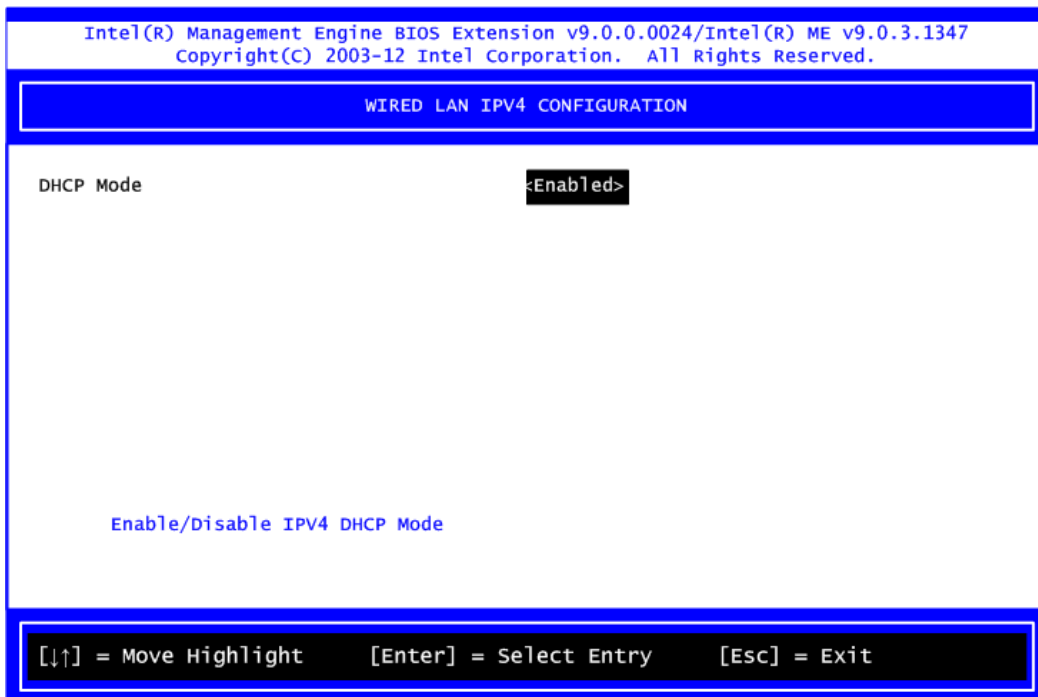 Intel(R) Management Engine BIOS Extension v9.0.0.0024/Intel(R) ME v9.0.3.1347
Copyright(C) 2003-12 Intel Corporation.  All Rights Reserved.
WIRED LAN IPV4 CONFIGURATION
DHCP Mode <Enabled>
Enable/Disable IPV4 DHCP Mode
[↓↑] = Move Highlight [Enter] = Select Entry [Esc] = Exit